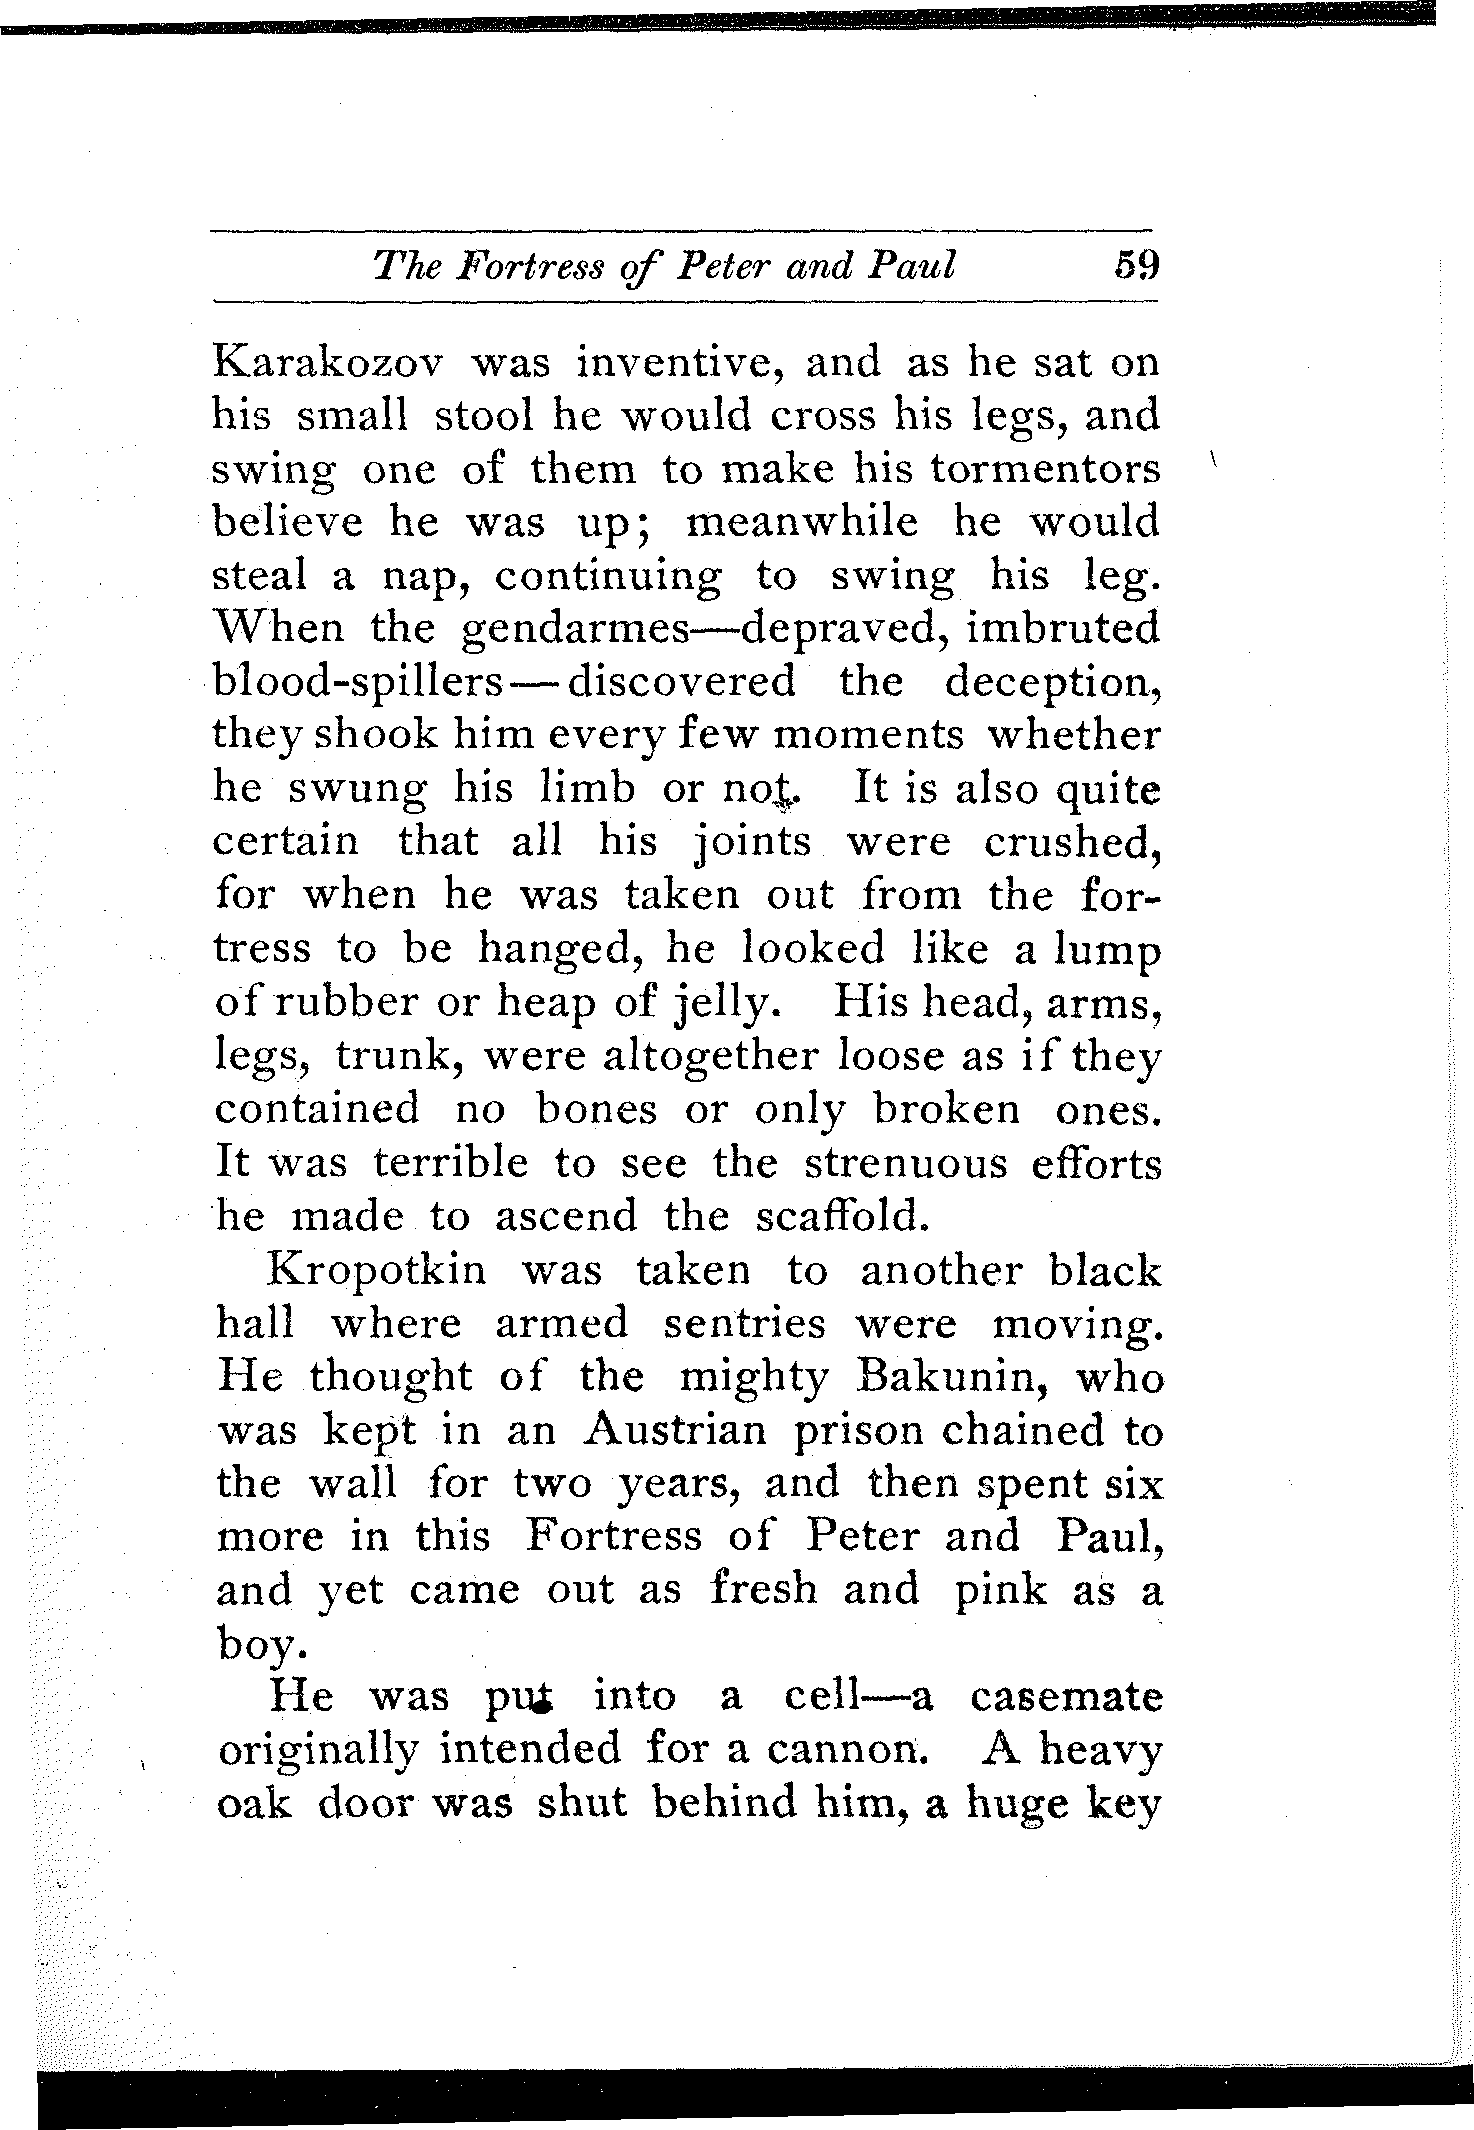 The Fortress of Peter and Paul 59
Karakozov was inventive, and as he sat on
his small stool he would cross his legs, and
swing one of them to make his tormentors
believe he was up; meanwhile he would
steal a nap, continuing to swing his leg.
When the gendarmes—depraved, imbruted
blood-spillers—discovered the deception,
they shook him every few moments whether
he swung his limb or not. It is also quite
certain that all his joints were crushed,
for when he was taken out from the for-
tress to be hanged, he looked like a lump
of rubber or heap of jelly. His head, arms,
legs, trunk, were altogether loose as if they
contained no bones or only broken ones.
It was terrible to see the strenuous efforts
he made to ascend the scaffold.
Kropotkin was taken to another black
hall where armed sentries were moving.
He thought of the mighty Bakunin, who
was kept in an Austrian prison chained to
the wall for two years, and then spent six
more in this Fortress of Peter and Paul,
and yet came out as fresh and pink as a
boy.
He was put into a cell—a casemate
originally intended for a cannon. A heavy
oak door was shut behind him, a huge key